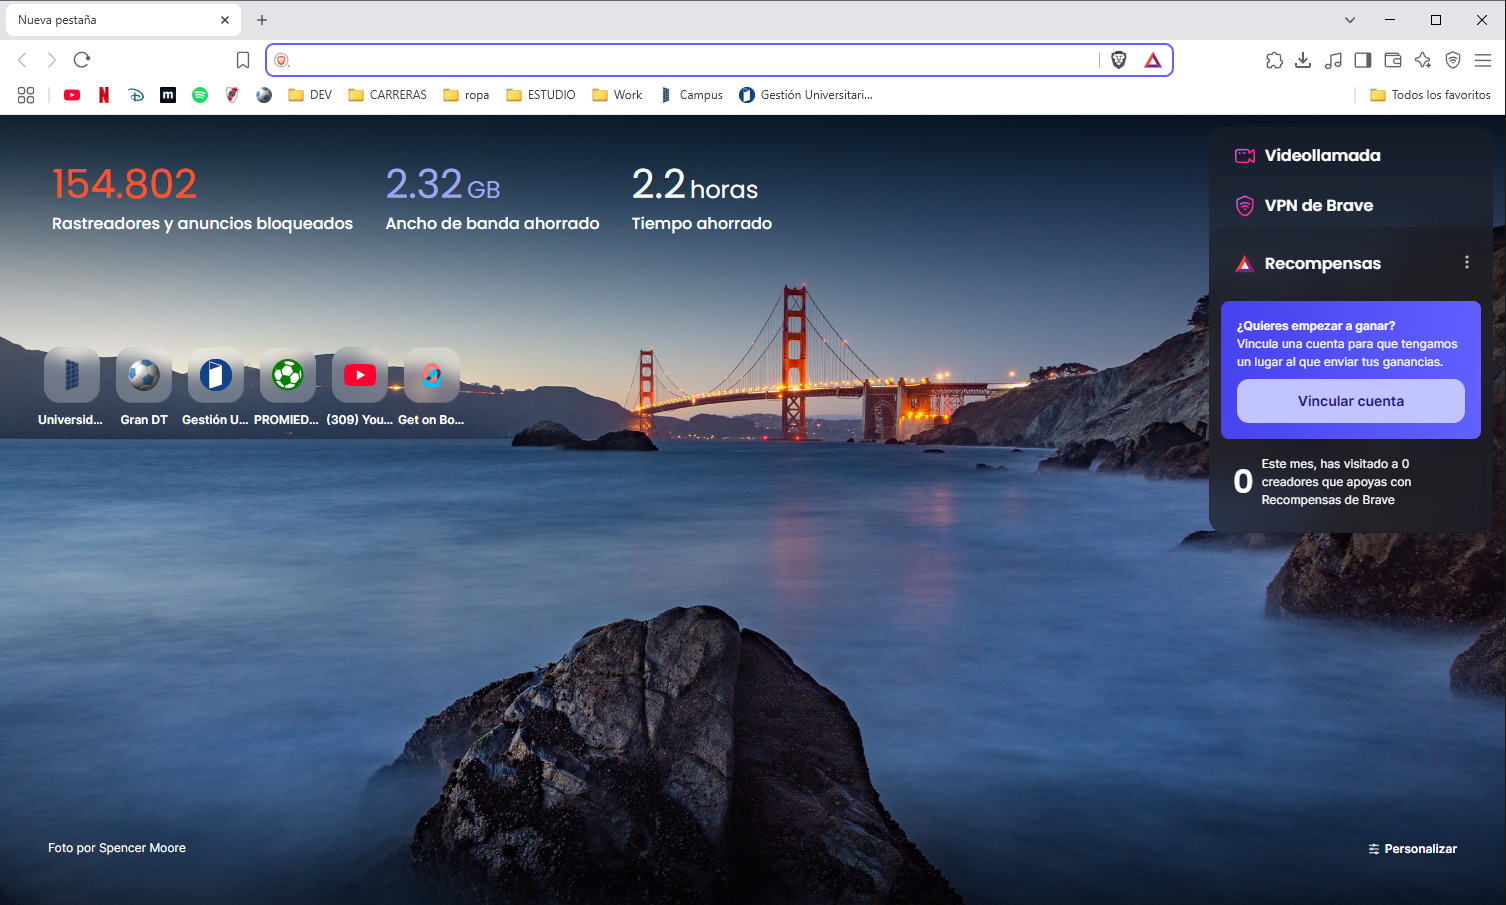 Nueva pestaña
DEV
CARRERAS
ropa
ESTUDIO
Work
Campus
Gestión Universitari...
Todos los favoritos
154.802
Rastreadores y anuncios bloqueados
2.32 GB
Ancho de banda ahorrado
2.2 horas
Tiempo ahorrado
Videollamada
VPN de Brave
Recompensas
¿Quieres empezar a ganar?
Vincula una cuenta para que tengamos
un lugar al que enviar tus ganancias.
Vincular cuenta
0
Este mes, has visitado a 0
creadores que apoyas con
Recompensas de Brave
Universid...
Gran DT
Gestión U...
PROMIED...
(309) You...
Get on Bo...
Foto por Spencer Moore
Personalizar